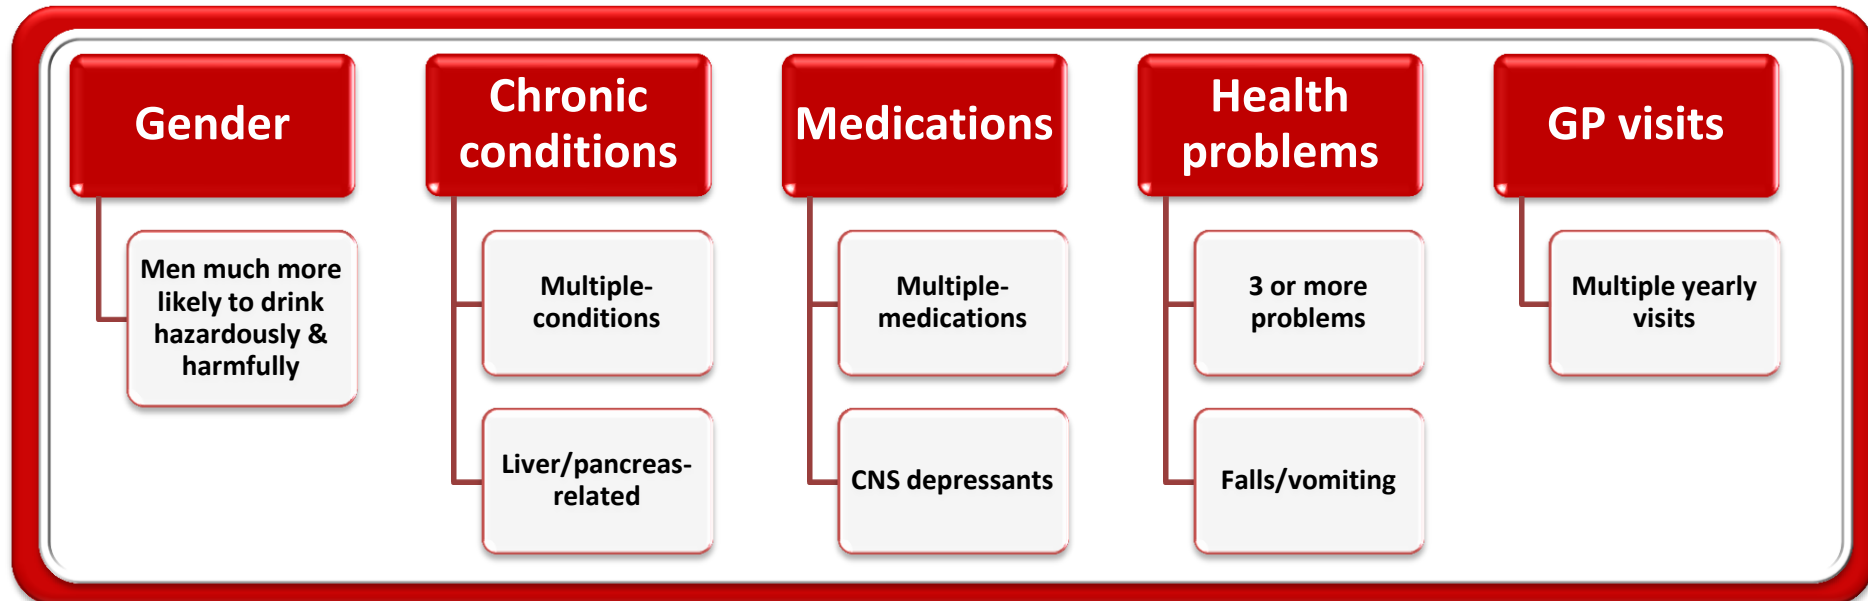 Gender
Men much more
likely to drink
hazardously &
harmfully
Chronic
conditions
Multiple-
conditions
Liver/pancreas-
related
Medications
Multiple-
medications
CNS depressants
Health
problems
3 or more
problems
Falls/vomiting
GP visits
Multiple yearly
visits